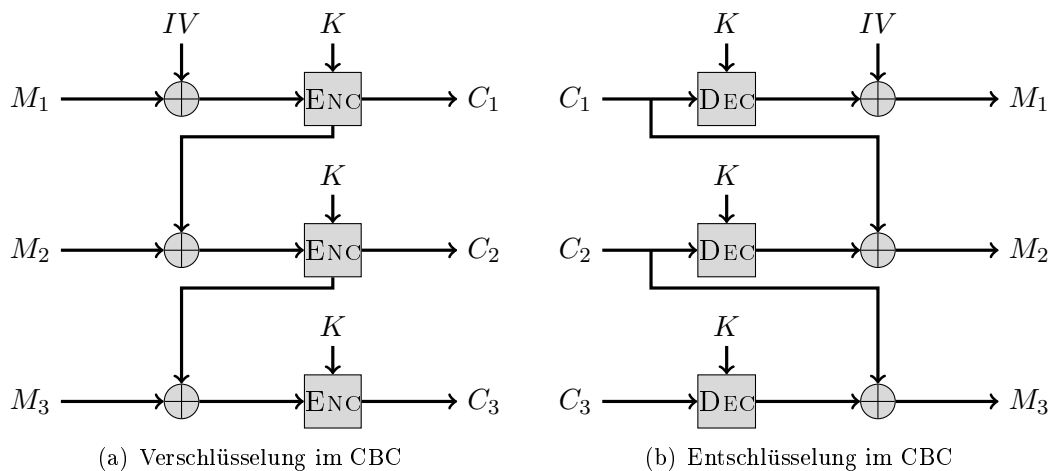 IV K K IV
M₁ ENC C₁ C₁ DEC M₁
K K
M₂ ENC C₂ C₂ DEC M₂
K K
M₃ ENC C₃ C₃ DEC M₃
(a) Verschlüsselung im CBC (b) Entschlüsselung im CBC